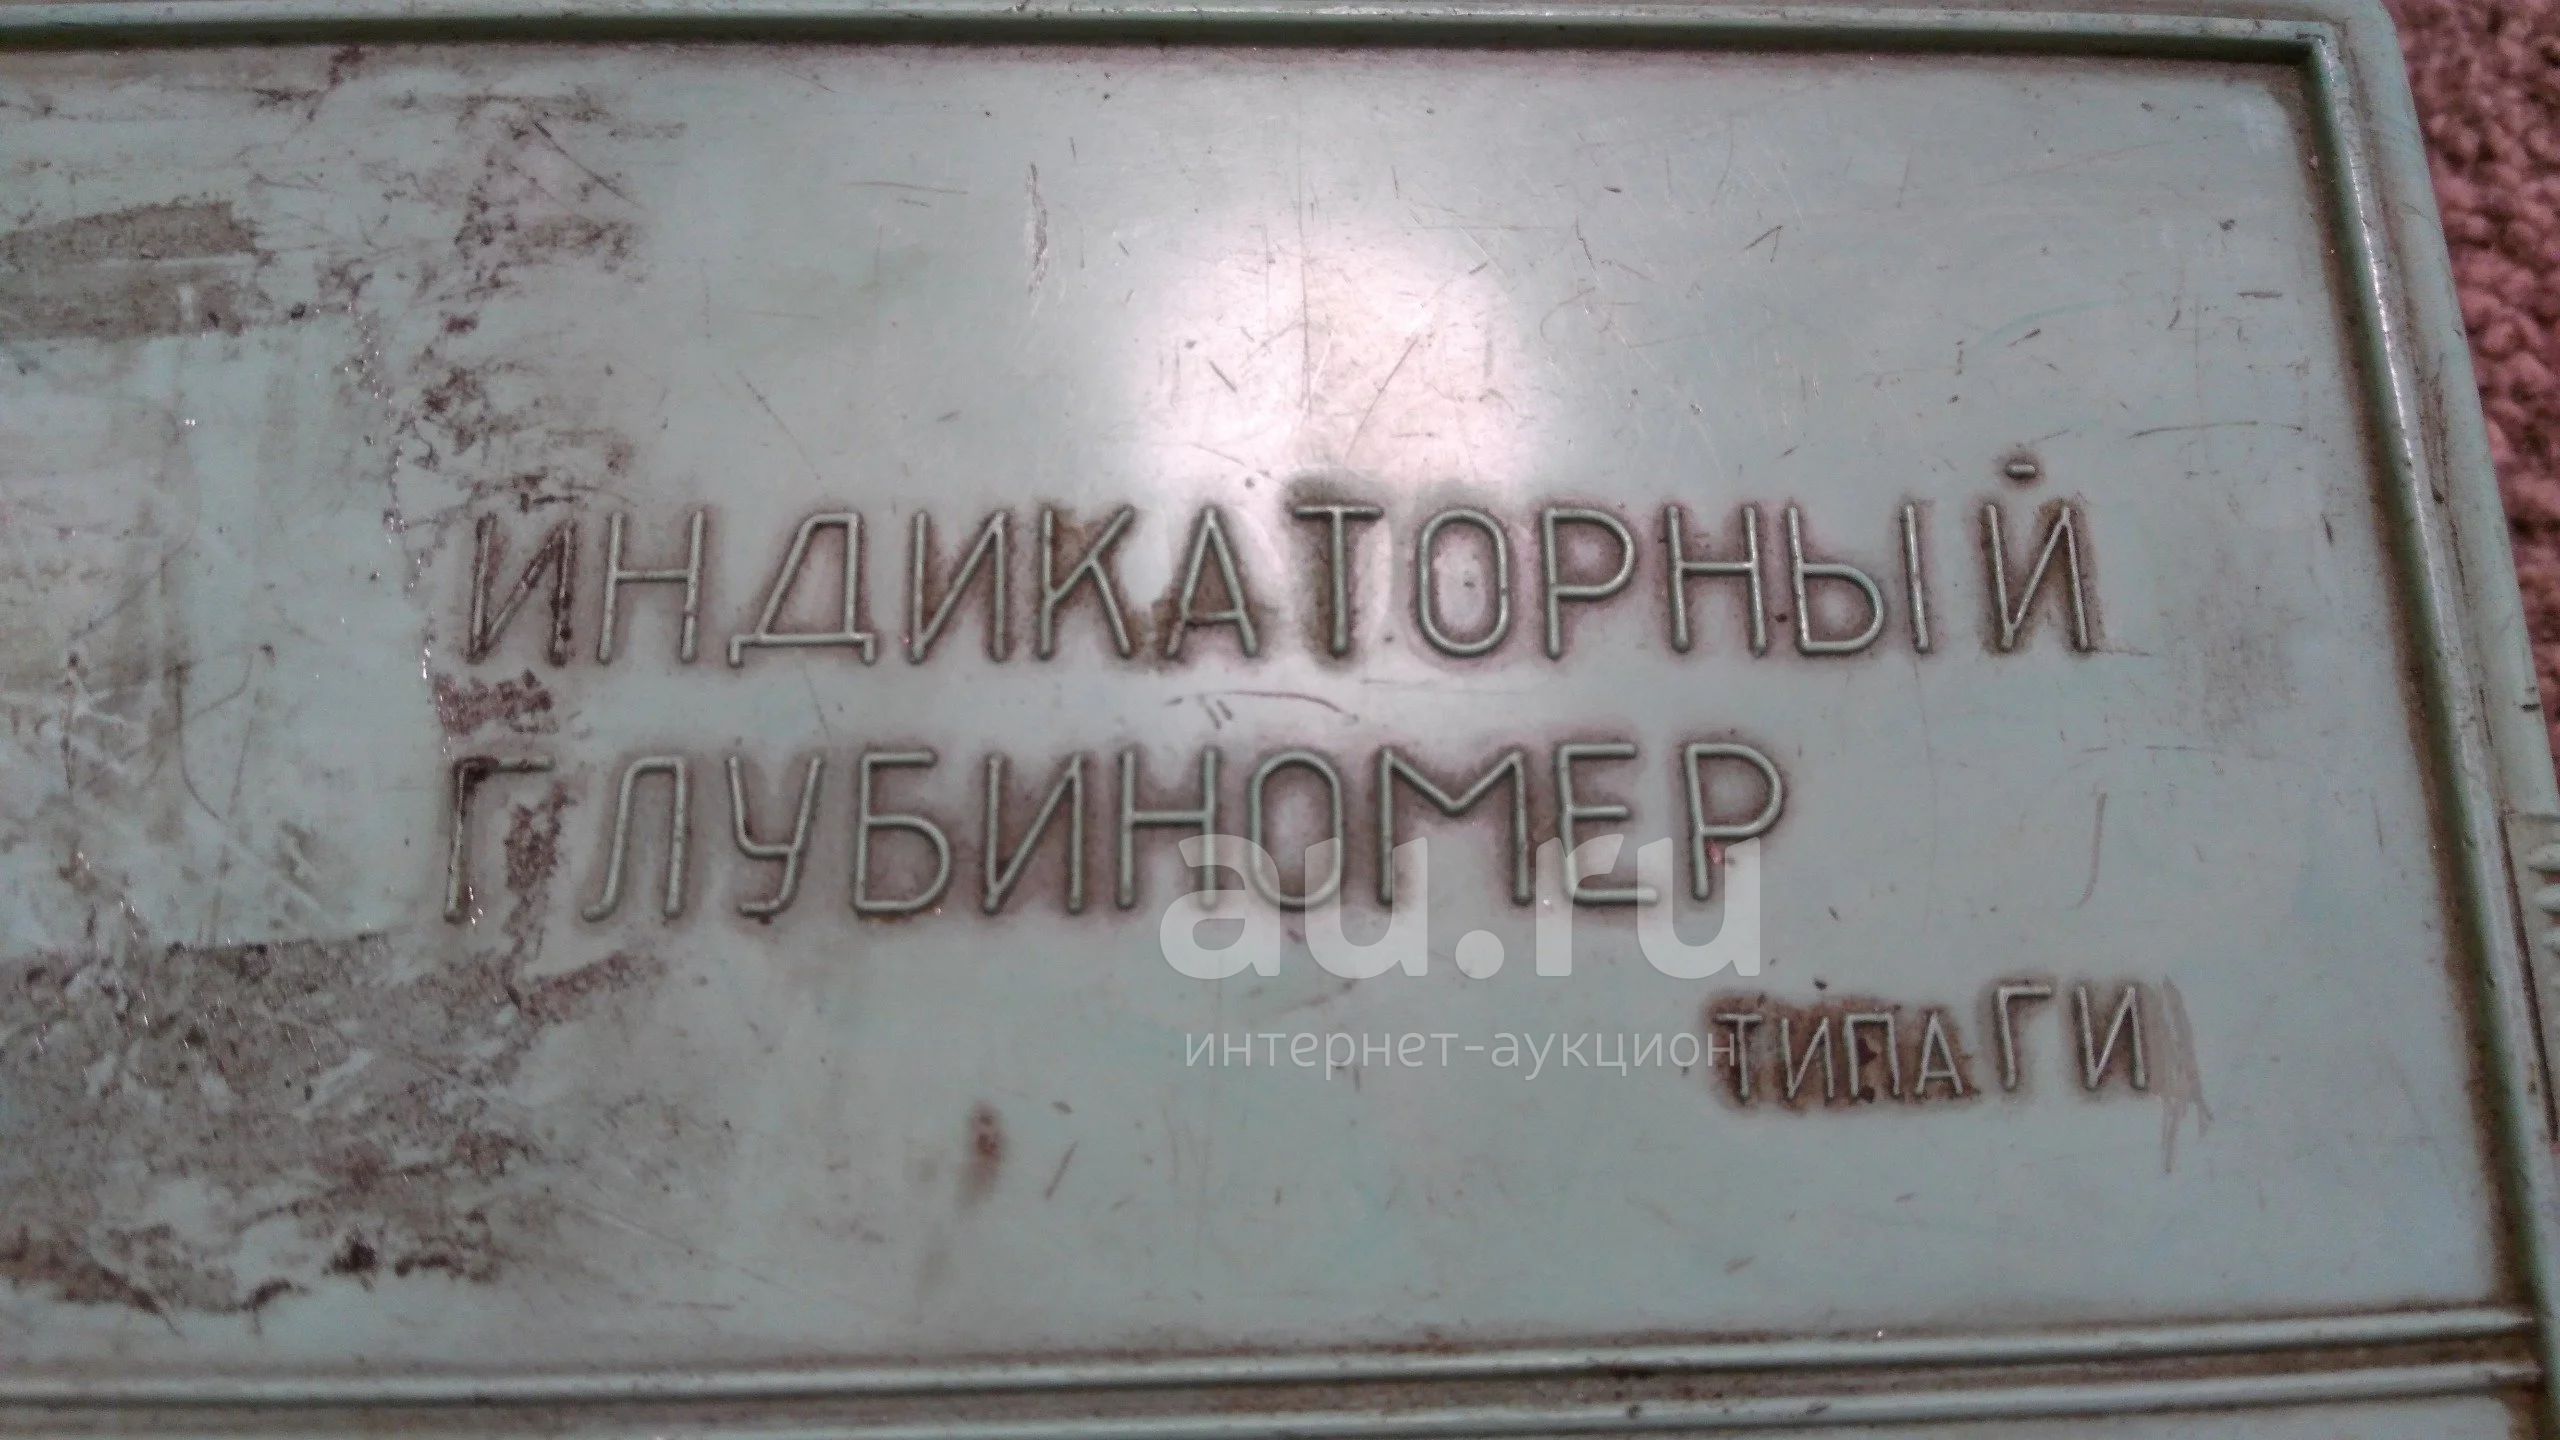 ИНДИКАТОРНЫЙ
ГЛУБИНОМЕР
au.ru
интернет-аукцион
ТИПА ГИ